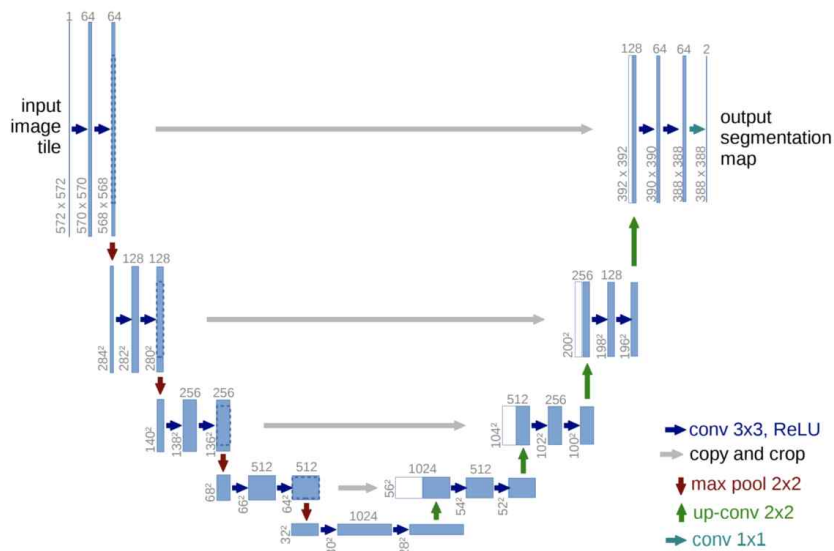 1 64 64
128 64 64 2
input
image
tile
output
segmentation
map
572 x 572
570 x 570
568 x 568
392 x 392
390 x 390
388 x 388
388 x 388
128 128
256 128
284²
282²
280²
200²
198²
196²
256 256
512 256
140²
138²
136²
104²
102²
100²
conv 3x3, ReLU
copy and crop
max pool 2x2
up-conv 2x2
conv 1x1
512 512
1024 512
68²
66²
64²
56²
54²
52²
1024
32²